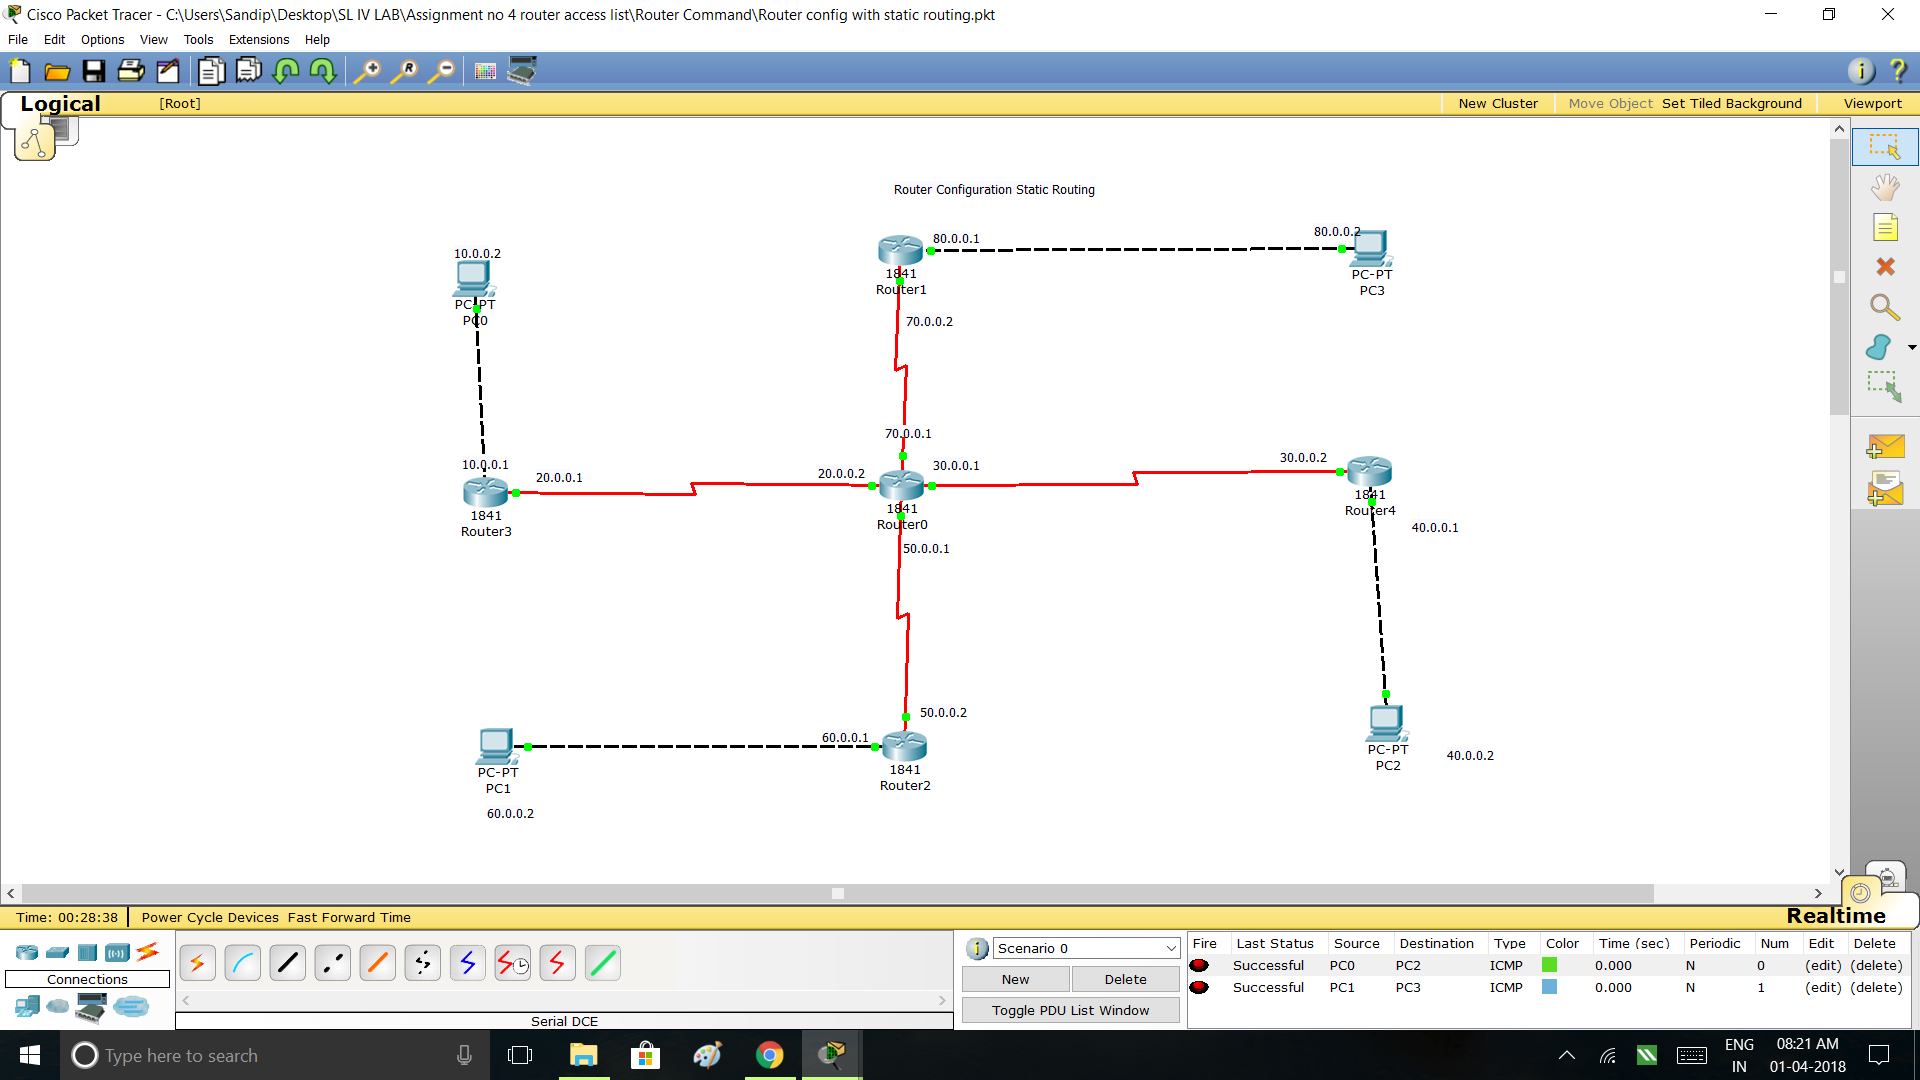 Cisco Packet Tracer - C:\Users\Sandip\Desktop\SL IV LAB\Assignment no 4 router access list\Router Command\Router config with static routing.pkt
File Edit Options View Tools Extensions Help
Logical [Root] New Cluster Move Object Set Tiled Background Viewport
Router Configuration Static Routing
80.0.0.1
80.0.0.2
10.0.0.2
1841
Router1
PC-PT
PC3
PC-PT
PC0
70.0.0.2
70.0.0.1
10.0.0.1
20.0.0.1
20.0.0.2
30.0.0.1
30.0.0.2
1841
Router3
1841
Router0
1841
Router4
40.0.0.1
50.0.0.1
50.0.0.2
60.0.0.1
PC-PT
PC1
60.0.0.2
1841
Router2
PC-PT
PC2
40.0.0.2
Time: 00:28:38 Power Cycle Devices Fast Forward Time
Realtime
Connections
Serial DCE
Scenario 0
New Delete
Toggle PDU List Window
Fire Last Status Source Destination Type Color Time (sec) Periodic Num Edit Delete
Successful PC0 PC2 ICMP 0.000 N 0 (edit) (delete)
Successful PC1 PC3 ICMP 0.000 N 1 (edit) (delete)
Type here to search
ENG
IN
08:21 AM
01-04-2018